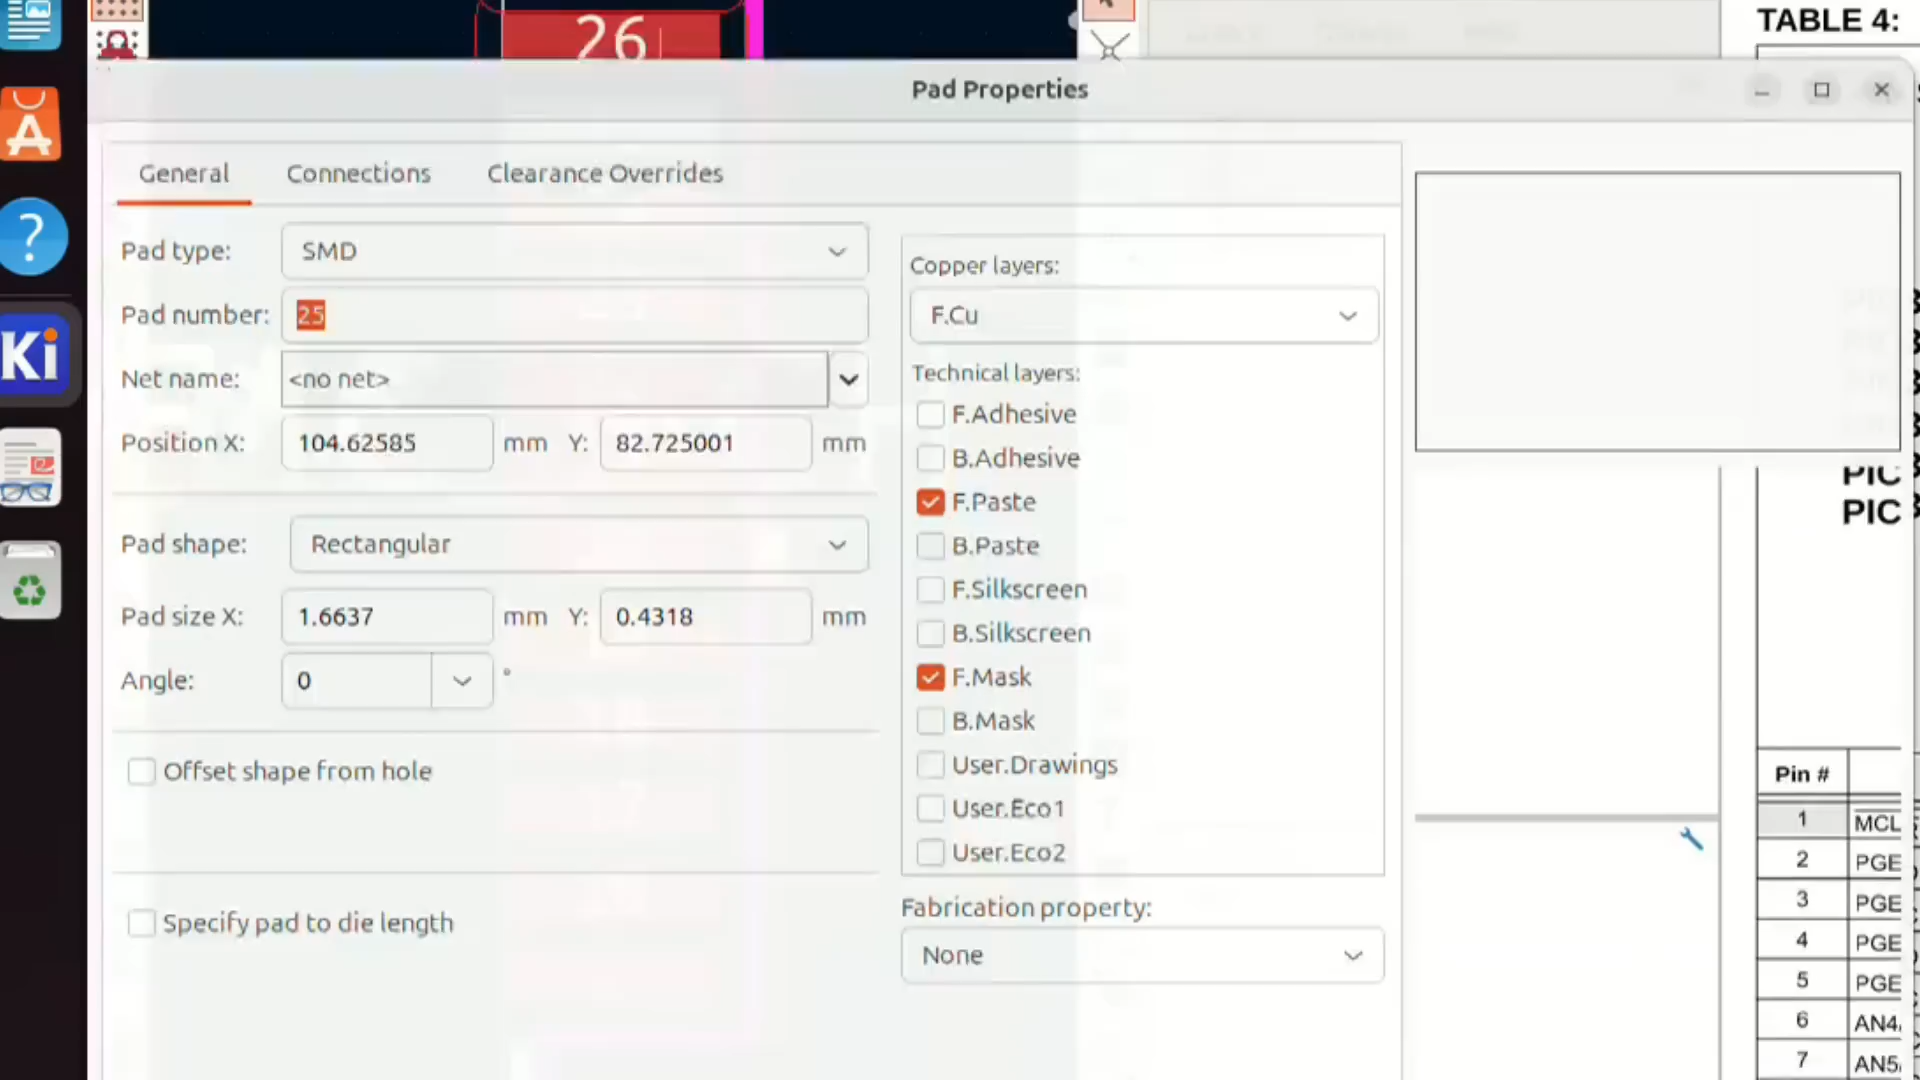 TABLE 4:
26
Pad Properties
General Connections Clearance Overrides
Pad type: SMD
Pad number: 25
Net name: <no net>
Position X: 104.62585 mm Y: 82.725001 mm
Pad shape: Rectangular
Pad size X: 1.6637 mm Y: 0.4318 mm
Angle: 0 °
Offset shape from hole
Specify pad to die length
Copper layers:
F.Cu
Technical layers:
F.Adhesive
B.Adhesive
F.Paste
B.Paste
F.Silkscreen
B.Silkscreen
F.Mask
B.Mask
User.Drawings
User.Eco1
User.Eco2
Fabrication property:
None
PIC
PIC
Pin #
1 MCL
2 PGE
3 PGE
4 PGE
5 PGE
6 AN4
7 AN5
Ki